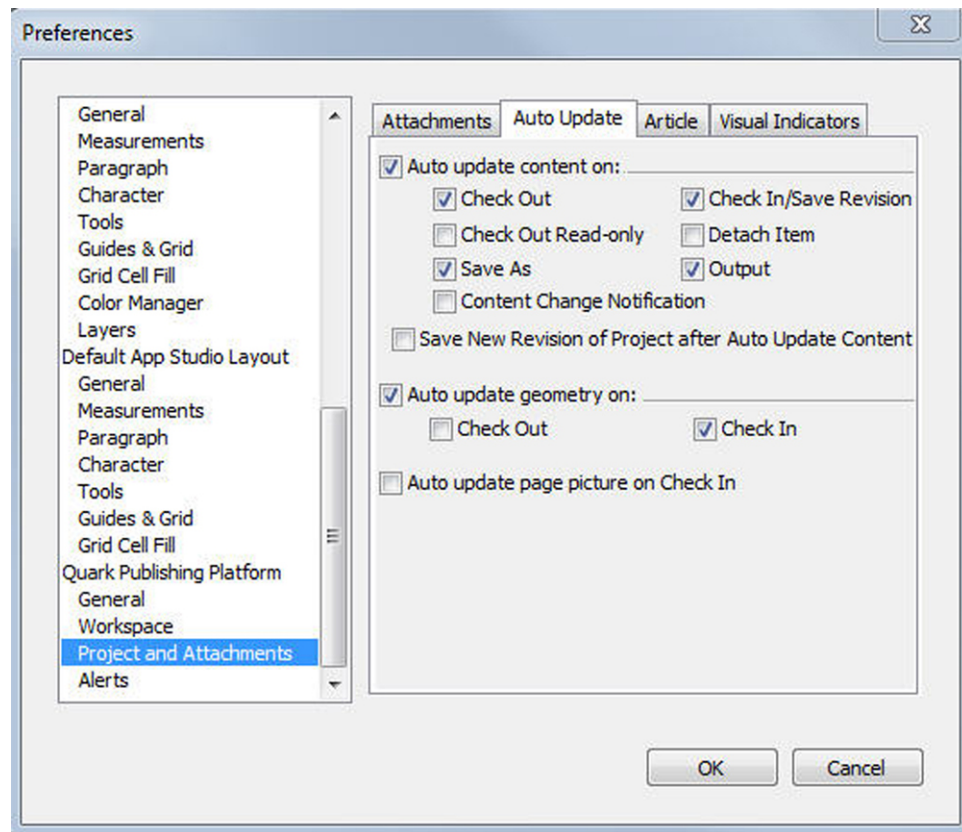 Preferences
General
Measurements
Paragraph
Character
Tools
Guides & Grid
Grid Cell Fill
Color Manager
Layers
Default App Studio Layout
General
Measurements
Paragraph
Character
Tools
Guides & Grid
Grid Cell Fill
Quark Publishing Platform
General
Workspace
Project and Attachments
Alerts
Attachments Auto Update Article Visual Indicators
Auto update content on:
Check Out Check In/Save Revision
Check Out Read-only Detach Item
Save As Output
Content Change Notification
Save New Revision of Project after Auto Update Content
Auto update geometry on:
Check Out Check In
Auto update page picture on Check In
OK Cancel